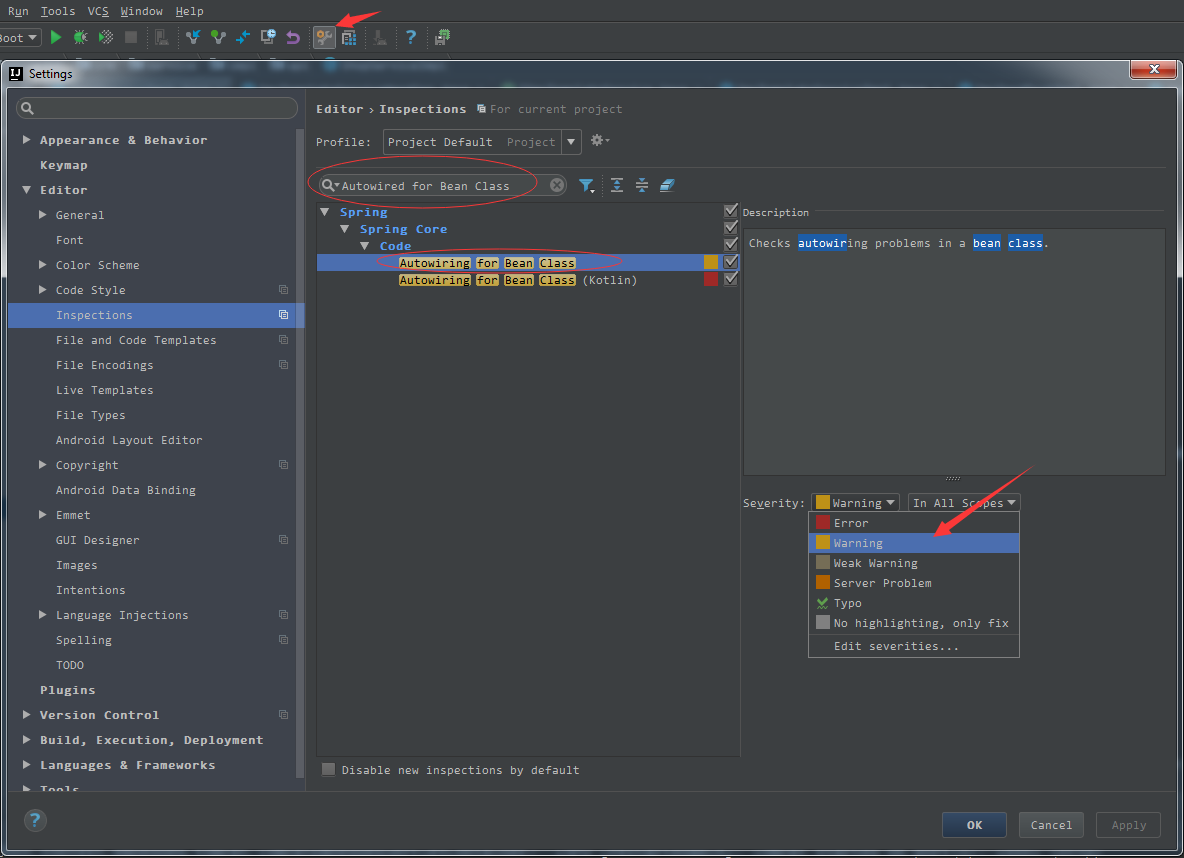 Run Tools VCS Window Help
Boot
Settings
Appearance & Behavior
Keymap
Editor
General
Font
Color Scheme
Code Style
Inspections
File and Code Templates
File Encodings
Live Templates
File Types
Android Layout Editor
Copyright
Android Data Binding
Emmet
GUI Designer
Images
Intentions
Language Injections
Spelling
TODO
Plugins
Version Control
Build, Execution, Deployment
Languages & Frameworks
Tools
Editor › Inspections For current project
Profile: Project Default Project
Autowired for Bean Class
Spring
Spring Core
Code
Autowiring for Bean Class
Autowiring for Bean Class (Kotlin)
Disable new inspections by default
Description
Checks autowiring problems in a bean class.
Severity: Warning In All Scopes
Error
Warning
Weak Warning
Server Problem
Typo
No highlighting, only fix
Edit severities...
OK Cancel Apply